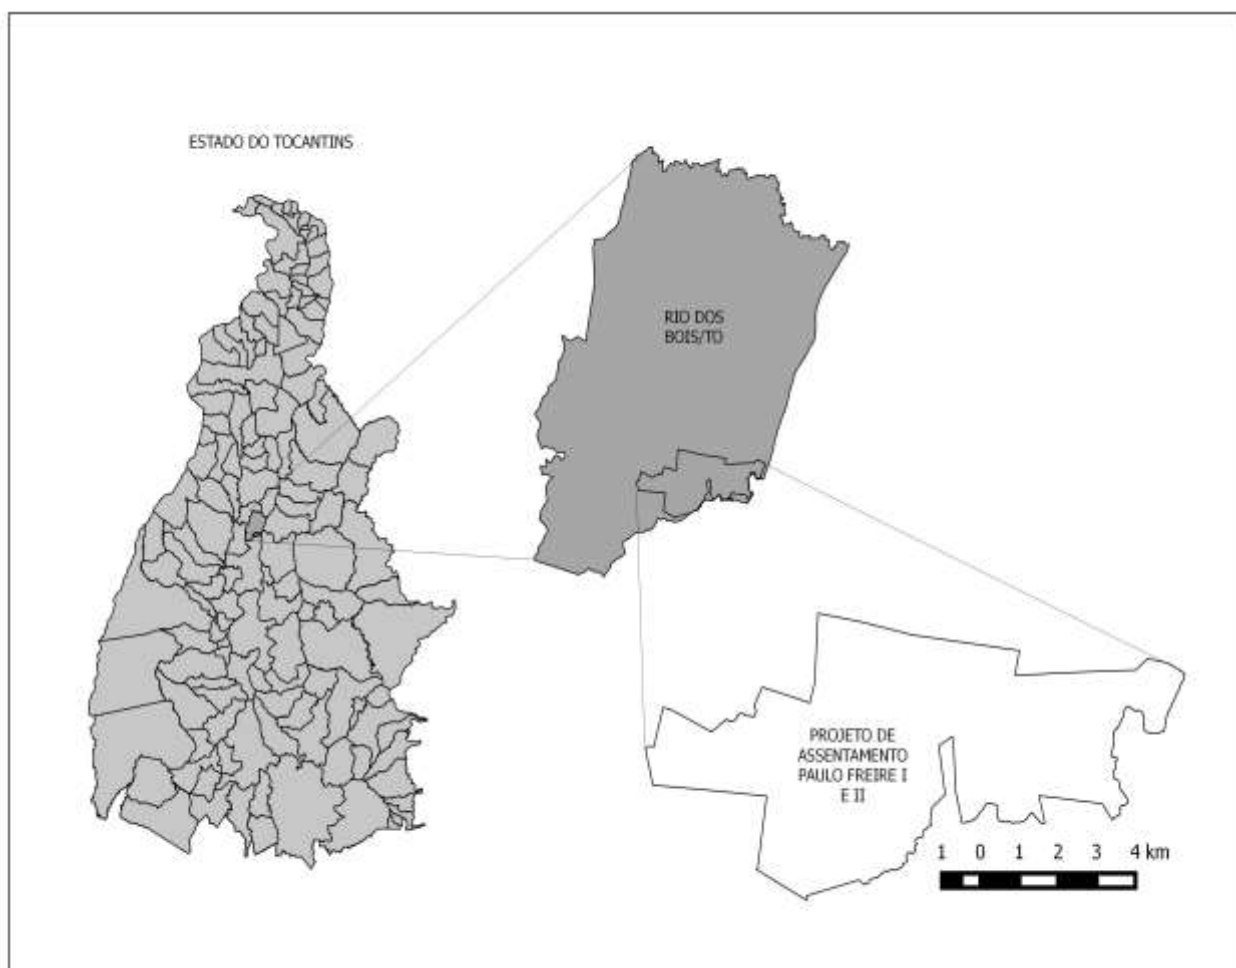 ESTADO DO TOCANTINS
RIO DOS
BOIS/TO
PROJETO DE
ASSENTAMENTO
PAULO FREIRE I
E II
1 0 1 2 3 4 km